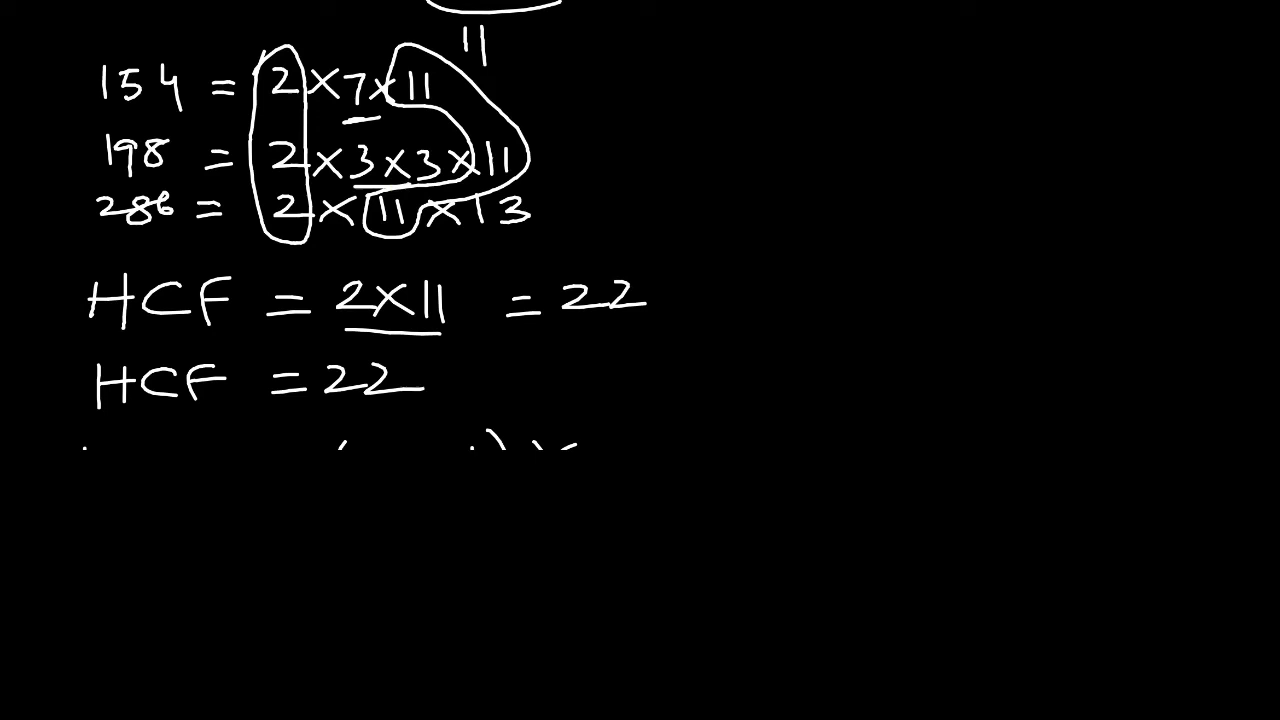 11
154 = 2 × 7 × 11
198 = 2 × 3 × 3 × 11
286 = 2 × 11 × 13
HCF = 2 × 11 = 22
HCF = 22